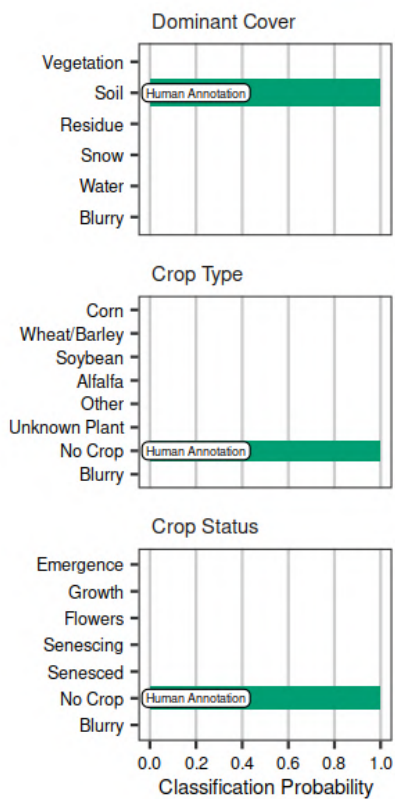 Dominant Cover
Vegetation
Soil
Human Annotation
Residue
Snow
Water
Blurry
Crop Type
Corn
Wheat/Barley
Soybean
Alfalfa
Other
Unknown Plant
No Crop
Human Annotation
Blurry
Crop Status
Emergence
Growth
Flowers
Senescing
Senesced
No Crop
Human Annotation
Blurry
0.0 0.2 0.4 0.6 0.8 1.0
Classification Probability